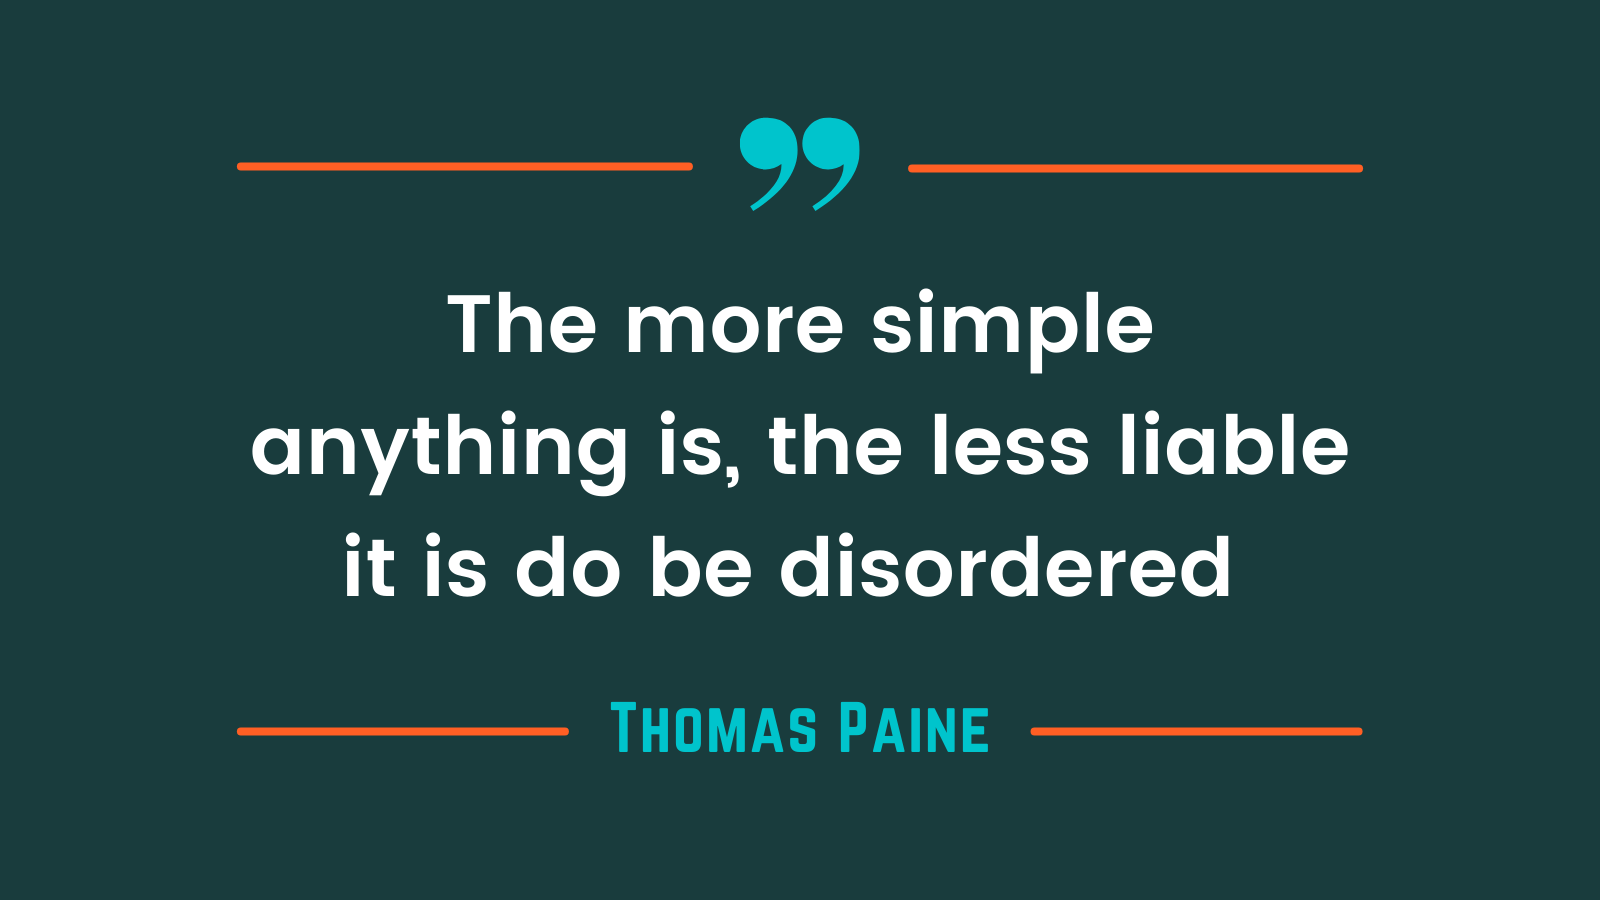 ”
The more simple
anything is, the less liable
it is do be disordered
Thomas Paine